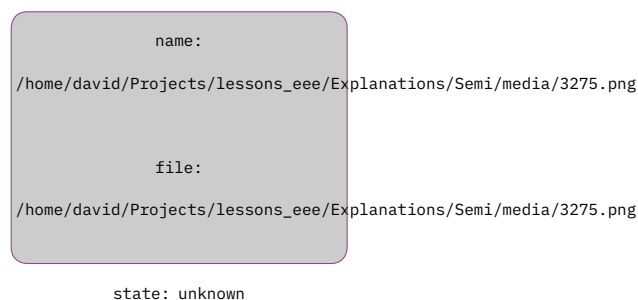 name:
/home/david/Projects/lessons_eee/Explanations/Semi/media/3275.png
file:
/home/david/Projects/lessons_eee/Explanations/Semi/media/3275.png
state: unknown